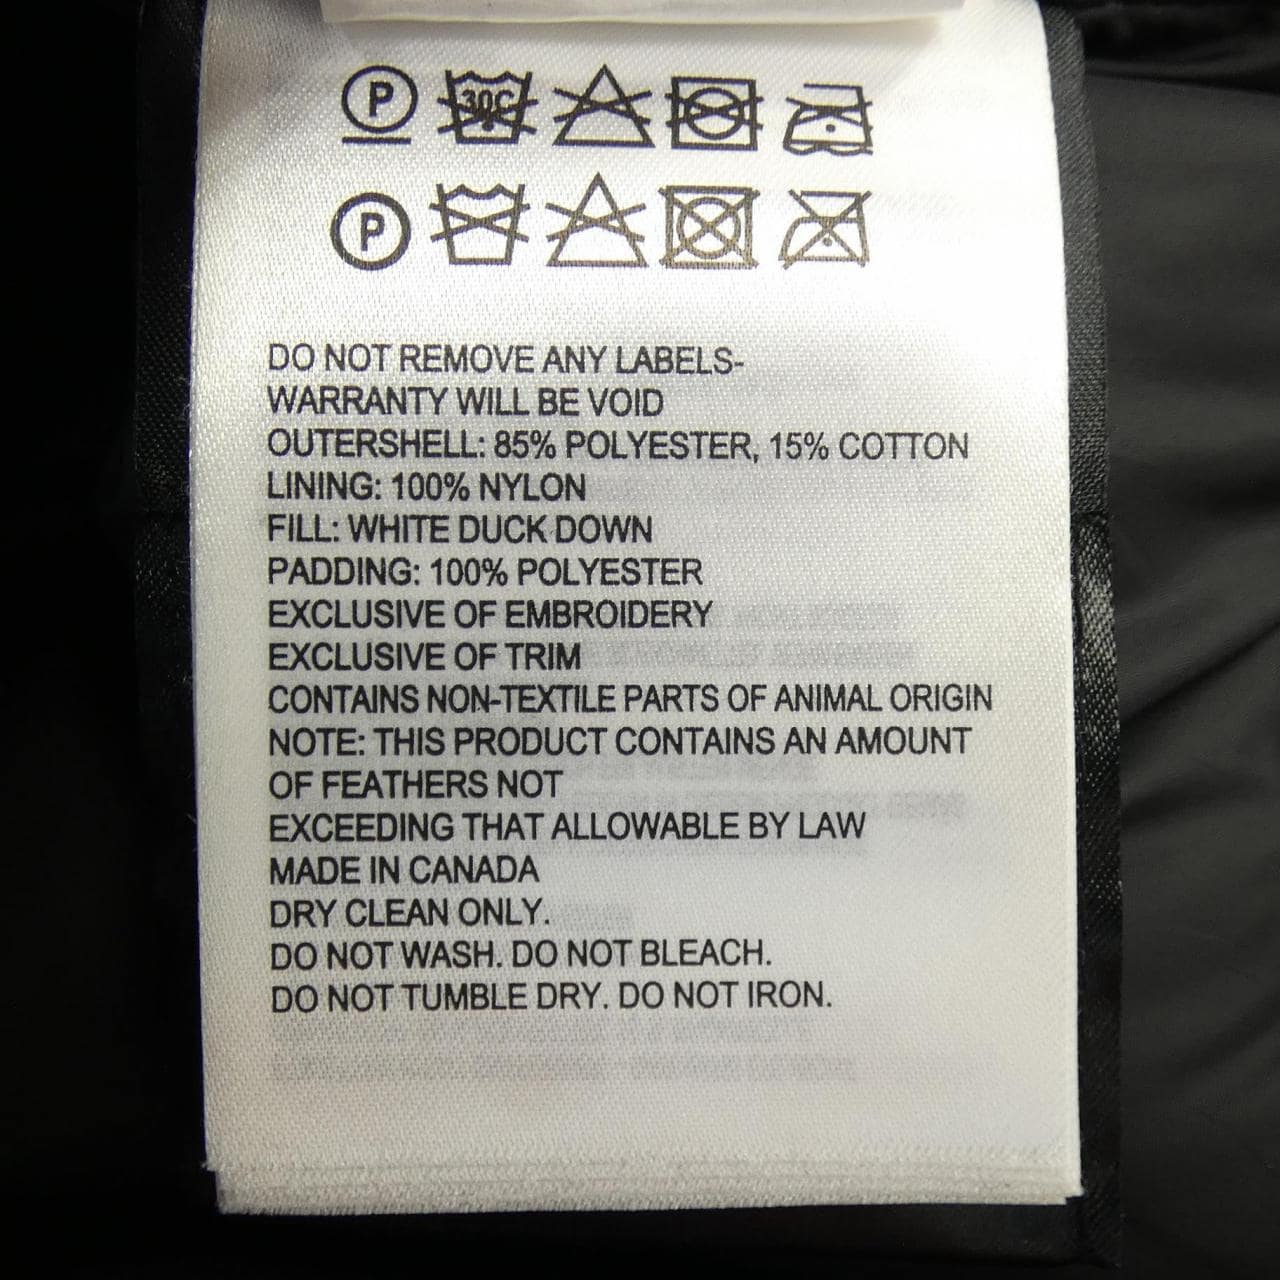 P 30C
P
DO NOT REMOVE ANY LABELS-
WARRANTY WILL BE VOID
OUTERSHELL: 85% POLYESTER, 15% COTTON
LINING: 100% NYLON
FILL: WHITE DUCK DOWN
PADDING: 100% POLYESTER
EXCLUSIVE OF EMBROIDERY
EXCLUSIVE OF TRIM
CONTAINS NON-TEXTILE PARTS OF ANIMAL ORIGIN
NOTE: THIS PRODUCT CONTAINS AN AMOUNT
OF FEATHERS NOT
EXCEEDING THAT ALLOWABLE BY LAW
MADE IN CANADA
DRY CLEAN ONLY.
DO NOT WASH. DO NOT BLEACH.
DO NOT TUMBLE DRY. DO NOT IRON.